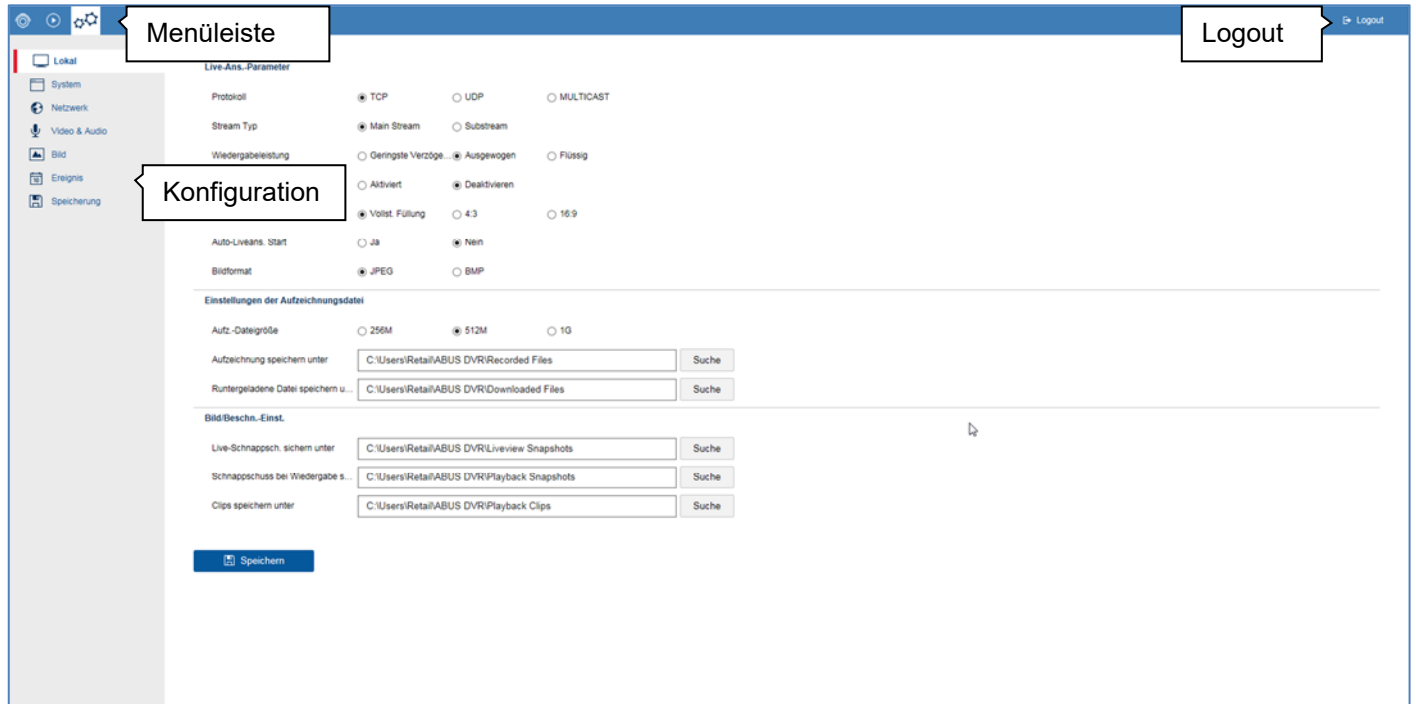 Menüleiste
Logout
Logout
Lokal
System
Netzwerk
Video & Audio
Bild
Ereignis
Speicherung
Konfiguration
Live-Ans.-Parameter
Protokoll TCP UDP MULTICAST
Stream Typ Main Stream Substream
Wiedergabeleistung Geringste Verzöge... Ausgewogen Flüssig
Aktiviert Deaktivieren
Vollst. Füllung 4:3 16:9
Auto-Liveans. Start Ja Nein
Bildformat JPEG BMP
Einstellungen der Aufzeichnungsdatei
Aufz.-Dateigröße 256M 512M 1G
Aufzeichnung speichern unter C:\Users\Retail\ABUS DVR\Recorded Files Suche
Runtergeladene Datei speichern u... C:\Users\Retail\ABUS DVR\Downloaded Files Suche
Bild/Beschn.-Einst.
Live-Schnappsch. sichern unter C:\Users\Retail\ABUS DVR\Liveview Snapshots Suche
Schnappschuss bei Wiedergabe s... C:\Users\Retail\ABUS DVR\Playback Snapshots Suche
Clips speichern unter C:\Users\Retail\ABUS DVR\Playback Clips Suche
Speichern